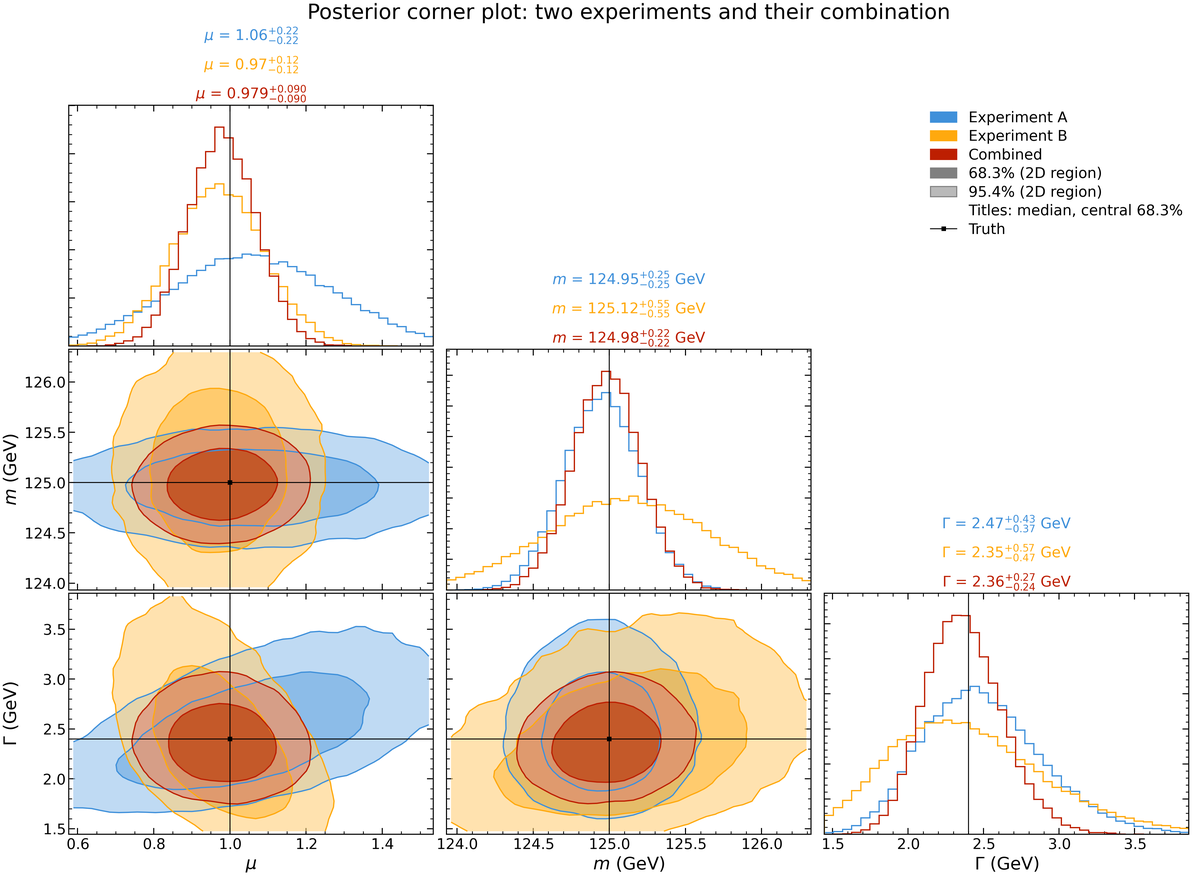 Posterior corner plot: two experiments and their combination
μ = 1.06+0.22−0.22
μ = 0.97+0.12−0.12
μ = 0.979+0.090−0.090
Experiment A
Experiment B
Combined
68.3% (2D region)
95.4% (2D region)
Titles: median, central 68.3%
Truth
m = 124.95+0.25−0.25 GeV
m = 125.12+0.55−0.55 GeV
m = 124.98+0.22−0.22 GeV
126.0
125.5
125.0
124.5
124.0
m (GeV)
Γ = 2.47+0.43−0.37 GeV
Γ = 2.35+0.57−0.47 GeV
Γ = 2.36+0.27−0.24 GeV
3.5
3.0
2.5
2.0
1.5
Γ (GeV)
0.6 0.8 1.0 1.2 1.4
μ
124.0 124.5 125.0 125.5 126.0
m (GeV)
1.5 2.0 2.5 3.0 3.5
Γ (GeV)